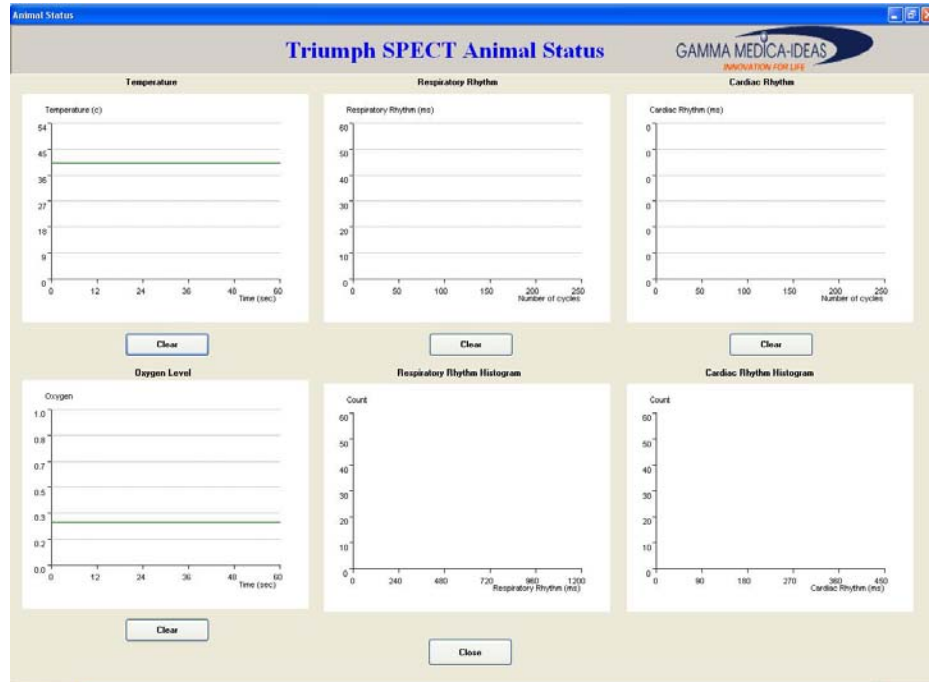 Animal Status
Triumph SPECT Animal Status
GAMMA MEDICA-IDEAS
INNOVATION FOR LIFE
Temperature
Temperature (c)
54
45
36
27
18
9
0
0 12 24 36 48 60
Time (sec)
Clear
Respiratory Rhythm
Respiratory Rhythm (ms)
60
50
40
30
20
10
0
0 50 100 150 200 250
Number of cycles
Clear
Cardiac Rhythm
Cardiac Rhythm (ms)
0
0
0
0
0
0
0
0 50 100 150 200 250
Number of cycles
Clear
Oxygen Level
Oxygen
1.0
0.8
0.7
0.5
0.3
0.2
0.0
0 12 24 36 48 60
Time (sec)
Clear
Respiratory Rhythm Histogram
Count
60
50
40
30
20
10
0
0 240 480 720 960 1200
Respiratory Rhythm (ms)
Cardiac Rhythm Histogram
Count
60
50
40
30
20
10
0
0 90 180 270 360 450
Cardiac Rhythm (ms)
Close